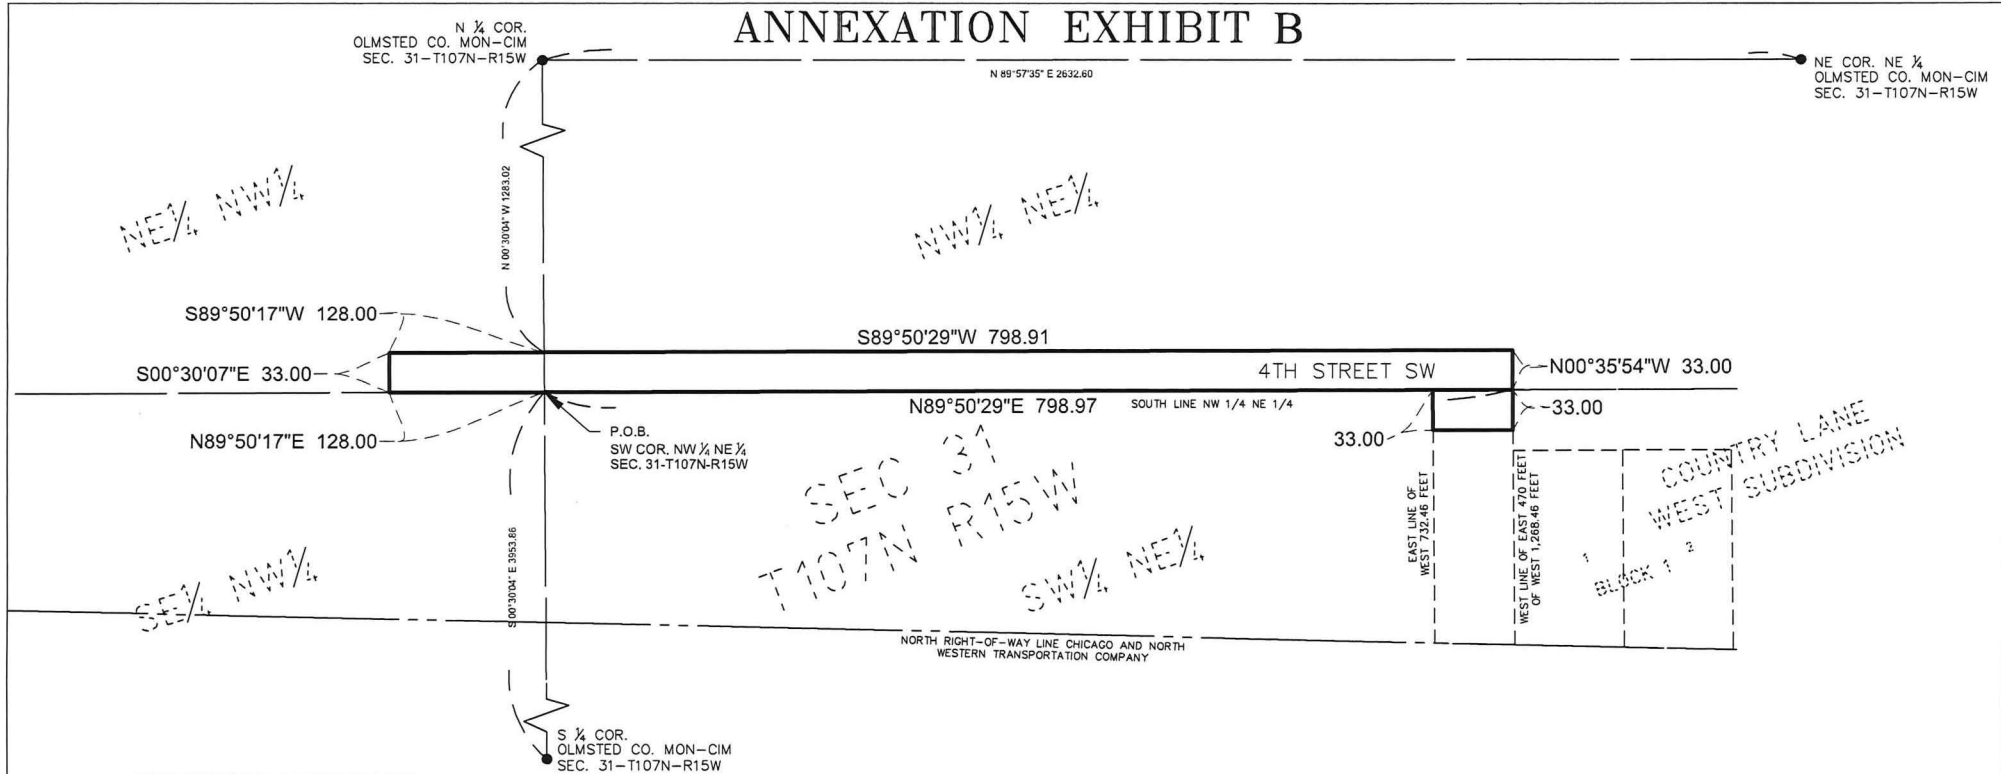 ANNEXATION EXHIBIT B
N ¼ COR.
OLMSTED CO. MON-CIM
SEC. 31-T107N-R15W
N 89°57'35" E 2632.60
NE COR. NE ¼
OLMSTED CO. MON-CIM
SEC. 31-T107N-R15W
N 00°30'04" W 1283.02
NE¼ NW¼
NW¼ NE¼
S89°50'17"W 128.00
S89°50'29"W 798.91
S00°30'07"E 33.00
4TH STREET SW
N00°35'54"W 33.00
N89°50'29"E 798.97
SOUTH LINE NW 1/4 NE 1/4
33.00
N89°50'17"E 128.00
P.O.B.
SW COR. NW ¼ NE ¼
SEC. 31-T107N-R15W
33.00
COUNTRY LANE
WEST SUBDIVISION
SEC 31
T107N R15W
EAST LINE OF
WEST 732.46 FEET
WEST LINE OF EAST 470 FEET
OF WEST 1,268.46 FEET
1
2
BLOCK 1
S 00°30'04" E 3953.86
SE¼ NW¼
SW¼ NE¼
NORTH RIGHT-OF-WAY LINE CHICAGO AND NORTH
WESTERN TRANSPORTATION COMPANY
S ¼ COR.
OLMSTED CO. MON-CIM
SEC. 31-T107N-R15W